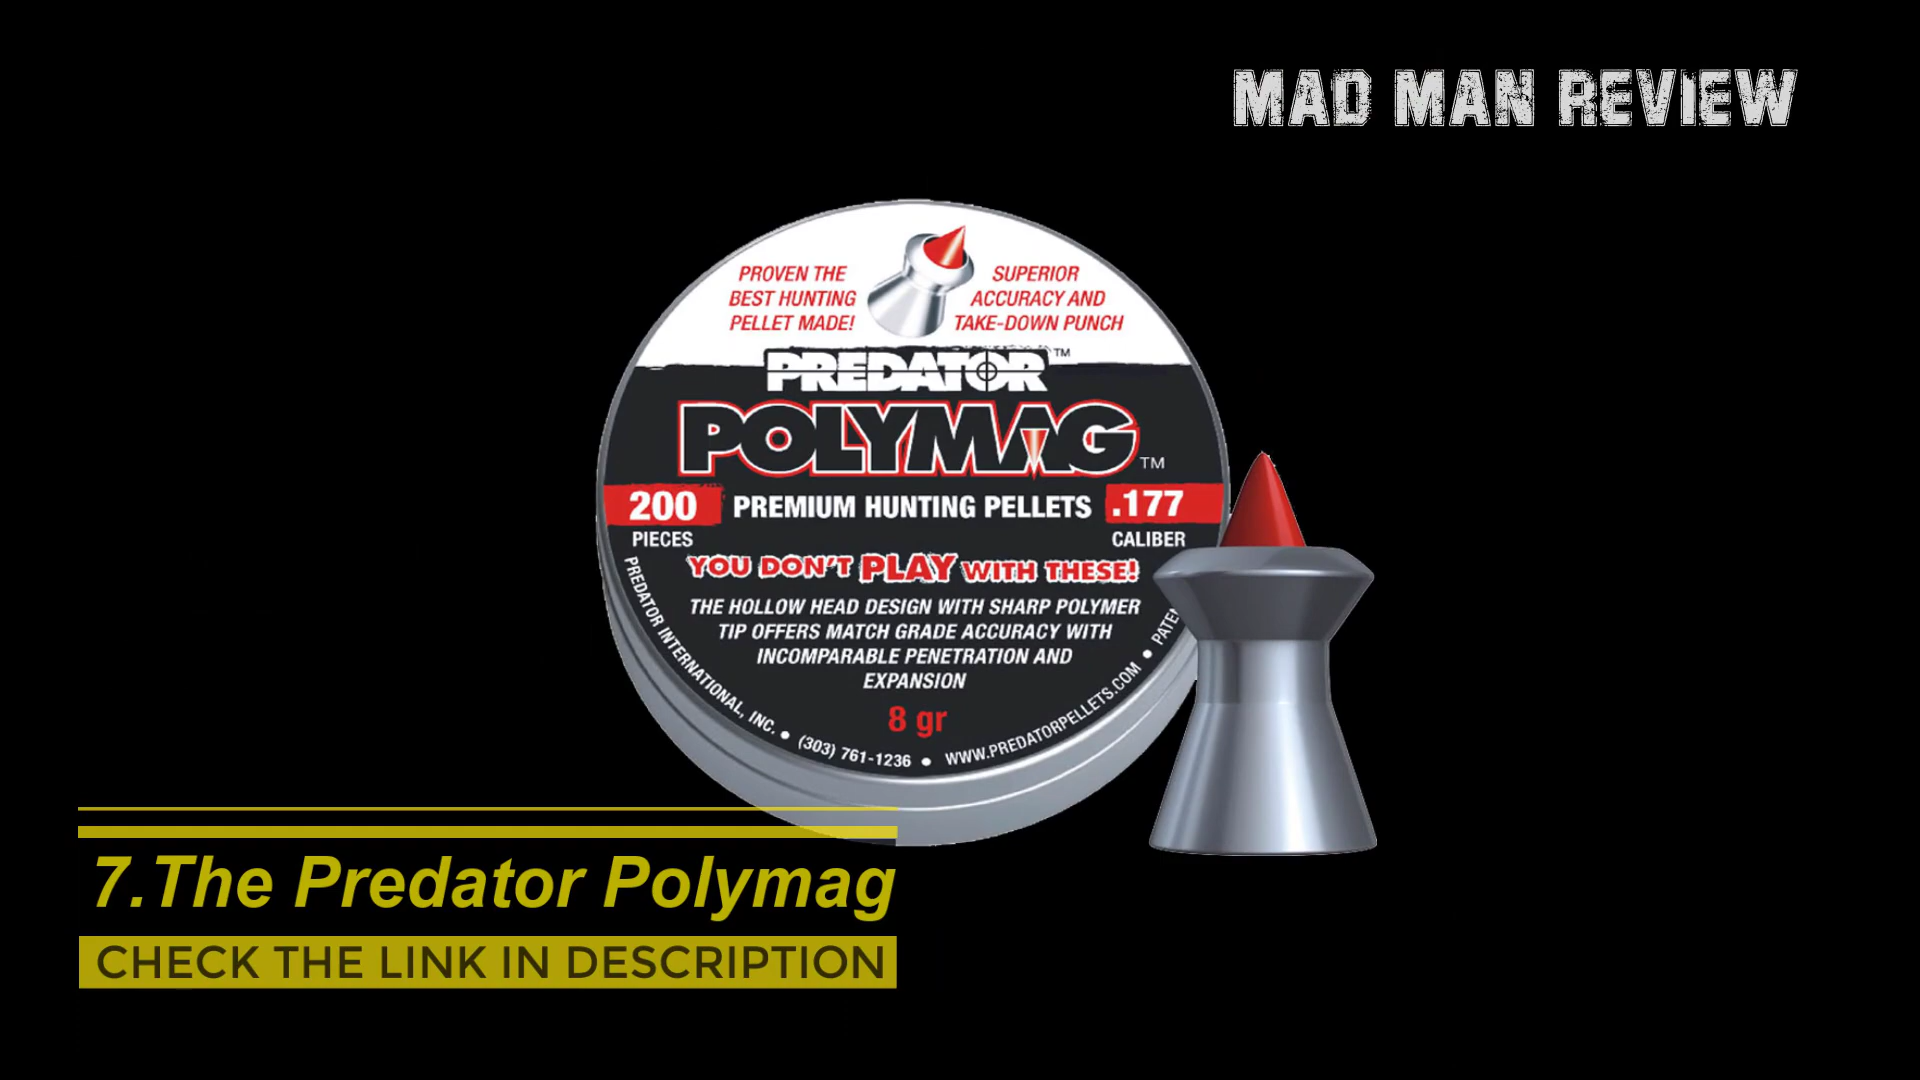 MAD MAN REVIEW
PROVEN THE
BEST HUNTING
PELLET MADE!
SUPERIOR
ACCURACY AND
TAKE-DOWN PUNCH
PREDATOR™
POLYMAG™
200
PIECES
PREMIUM HUNTING PELLETS
.177
CALIBER
YOU DON'T PLAY WITH THESE!
THE HOLLOW HEAD DESIGN WITH SHARP POLYMER
TIP OFFERS MATCH GRADE ACCURACY WITH
INCOMPARABLE PENETRATION AND
EXPANSION
8 gr
PREDATOR INTERNATIONAL, INC. • (303) 761-1236 • WWW.PREDATORPELLETS.COM •
7.The Predator Polymag
CHECK THE LINK IN DESCRIPTION